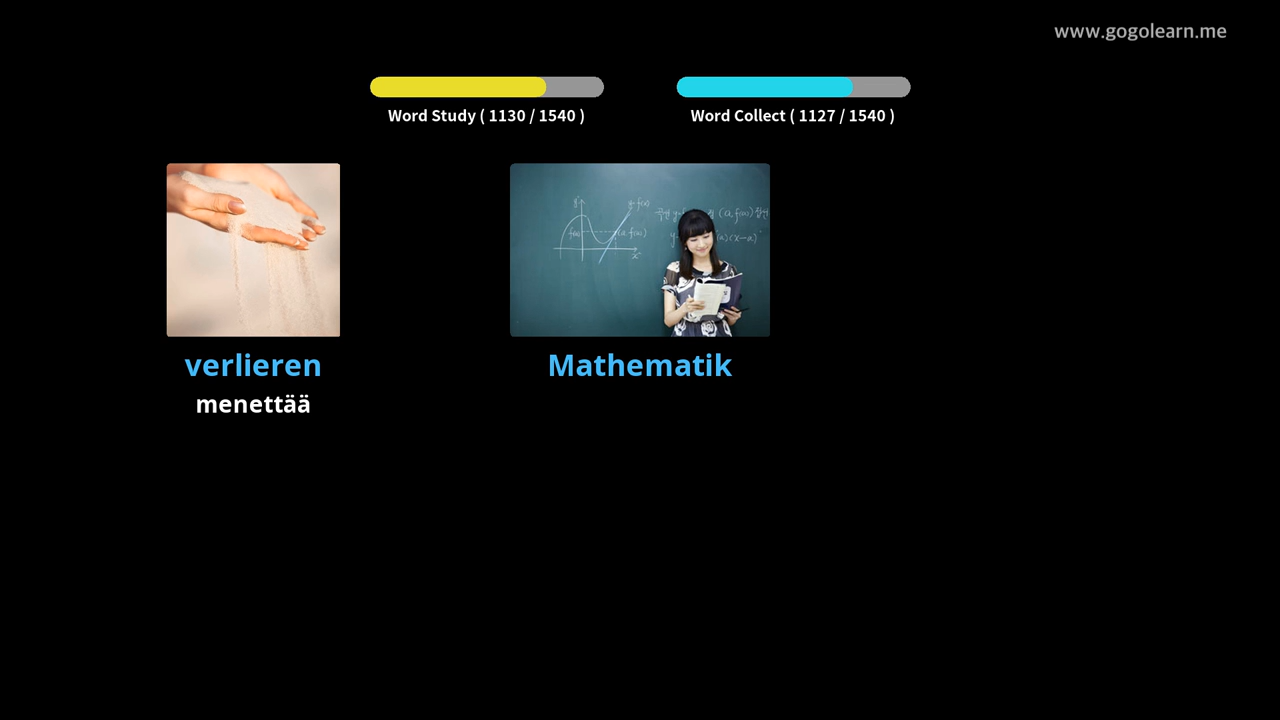 www.gogolearn.me
Word Study ( 1130 / 1540 )
Word Collect ( 1127 / 1540 )
verlieren
menettää
Mathematik